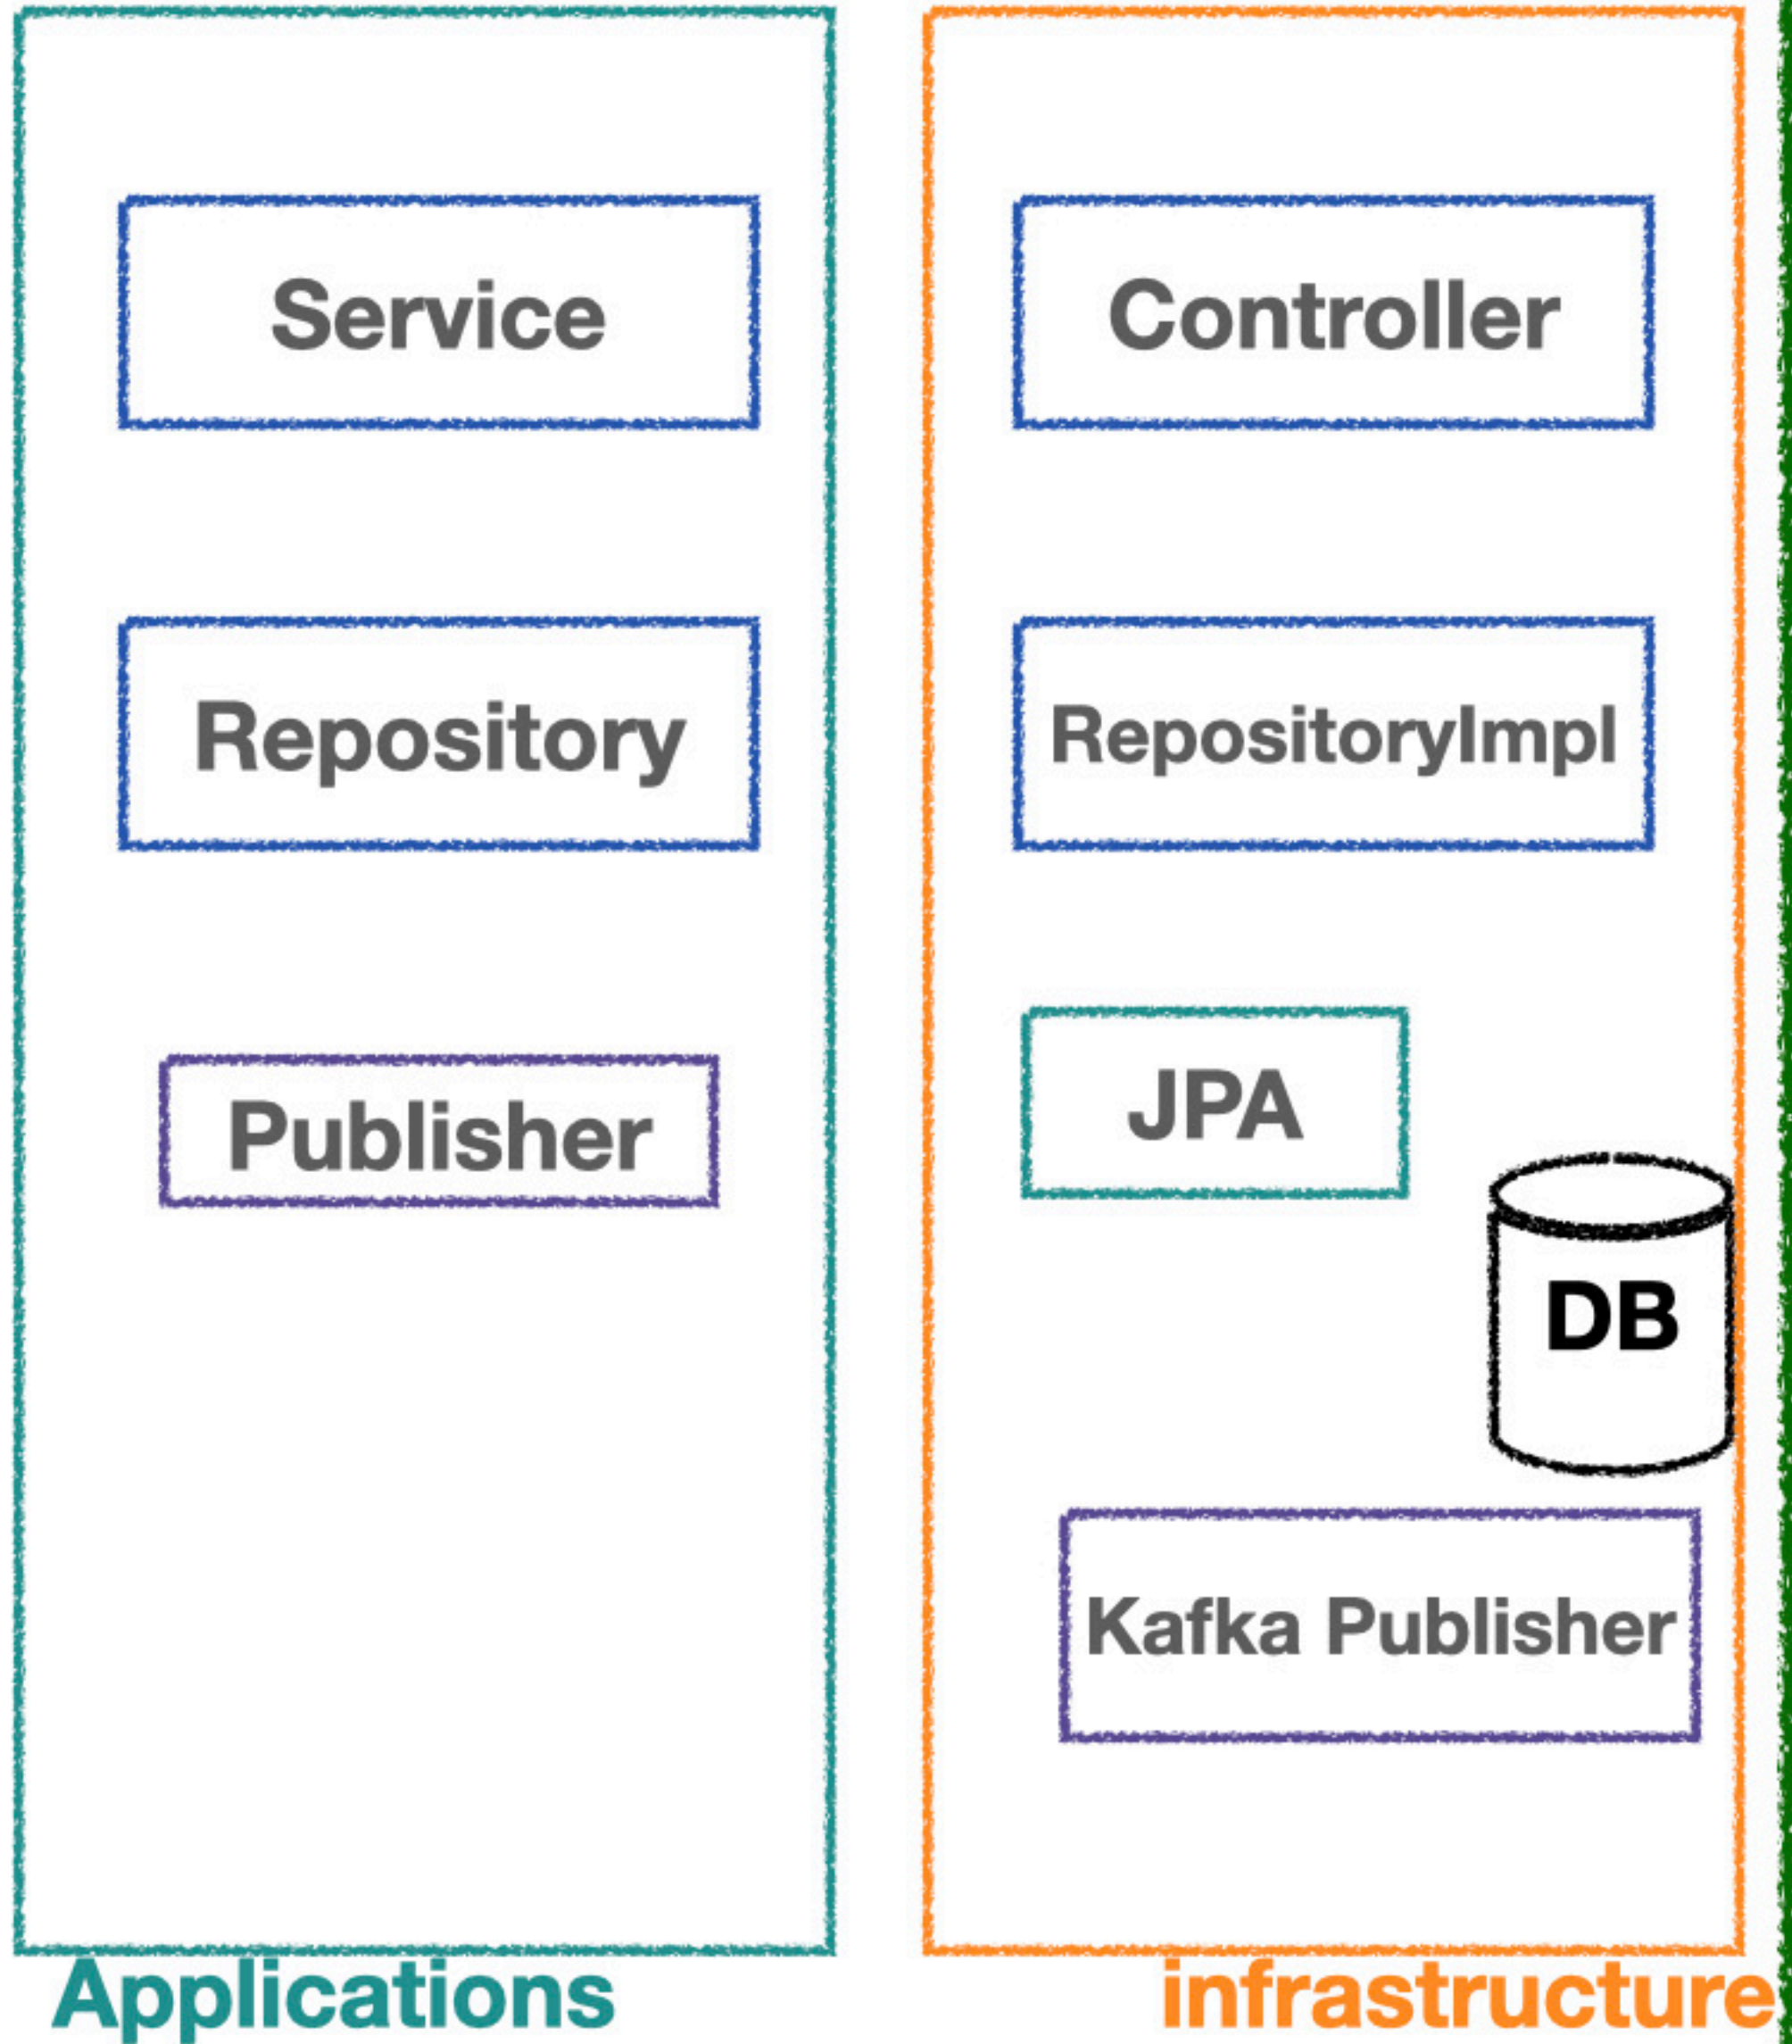 Service
Repository
Publisher
Applications
Controller
RepositoryImpl
JPA
DB
Kafka Publisher
infrastructure